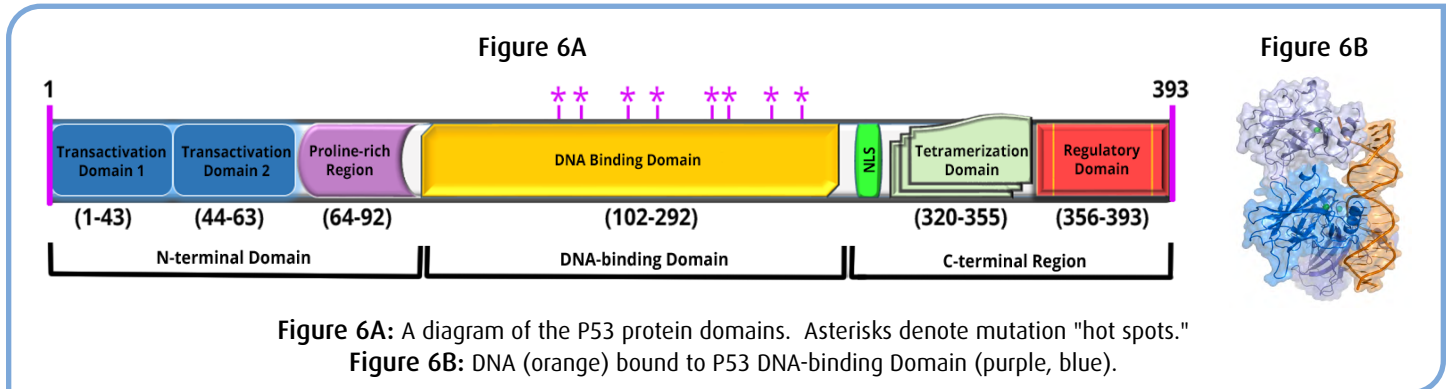 Figure 6A
Figure 6B
1
393
* * * * * * * *
Transactivation
Domain 1
Transactivation
Domain 2
Proline-rich
Region
DNA Binding Domain
NLS
Tetramerization
Domain
Regulatory
Domain
(1-43)
(44-63)
(64-92)
(102-292)
(320-355)
(356-393)
N-terminal Domain
DNA-binding Domain
C-terminal Region
Figure 6A: A diagram of the P53 protein domains. Asterisks denote mutation "hot spots."
Figure 6B: DNA (orange) bound to P53 DNA-binding Domain (purple, blue).